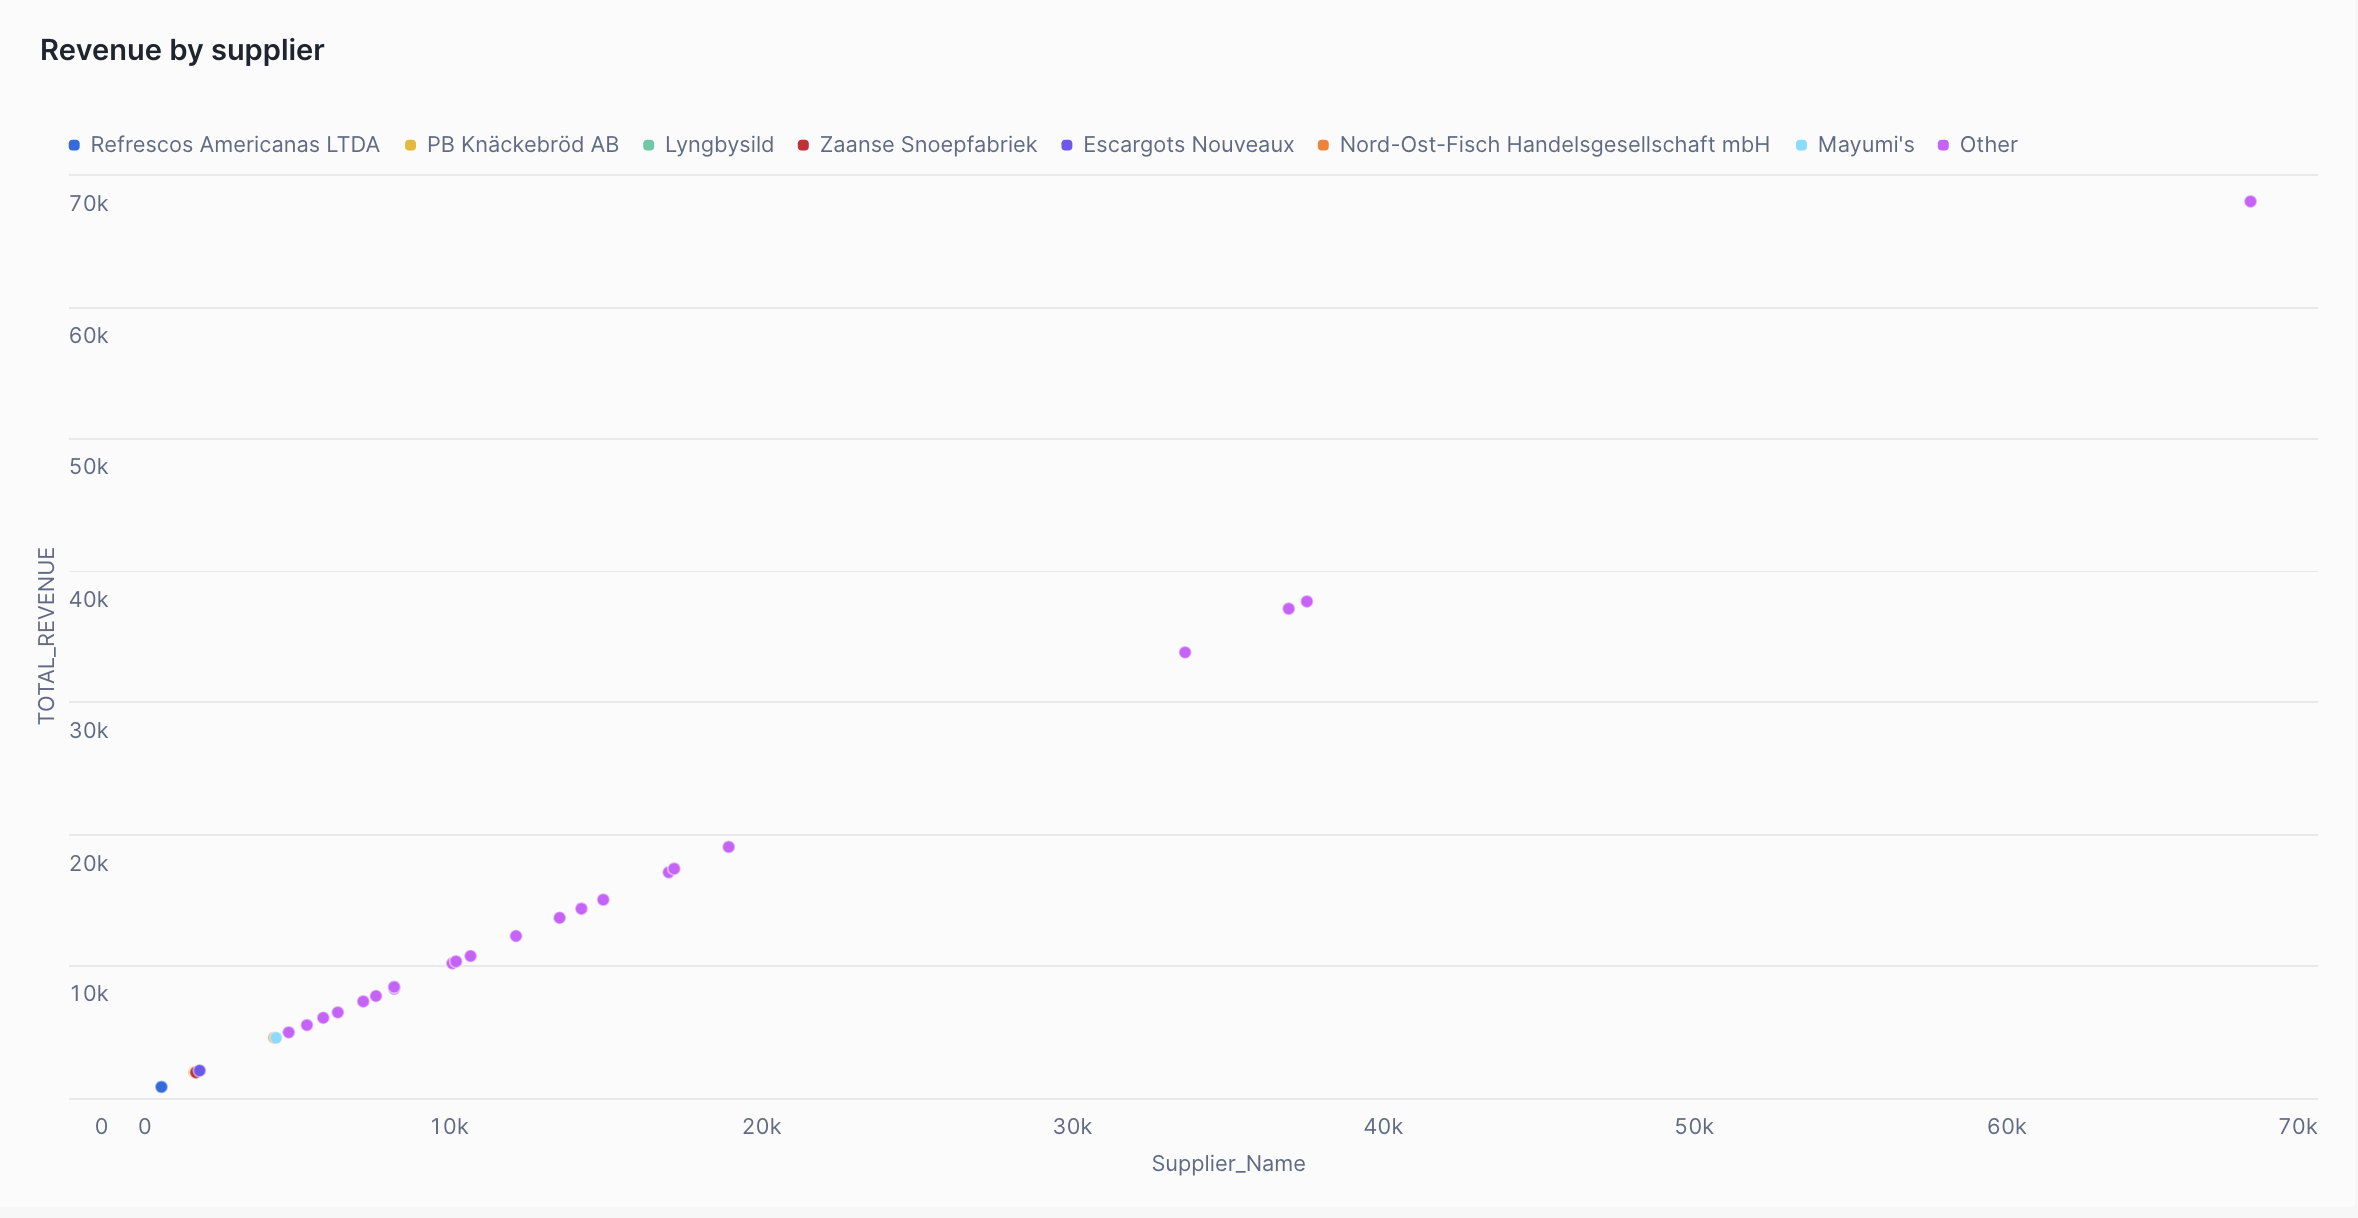 Revenue by supplier
Refrescos Americanas LTDA PB Knäckebröd AB Lyngbysild Zaanse Snoepfabriek Escargots Nouveaux Nord-Ost-Fisch Handelsgesellschaft mbH Mayumi's Other
70k
60k
50k
40k
30k
20k
10k
0
TOTAL_REVENUE
0 10k 20k 30k 40k 50k 60k 70k
Supplier_Name